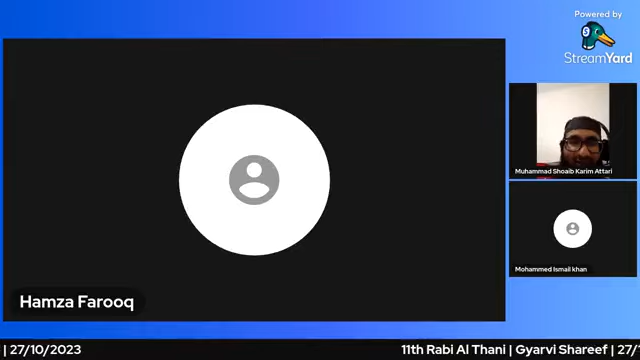 Powered by
StreamYard
Muhammad Shoaib Karim Attari
Mohammed Ismail khan
Hamza Farooq
| 27/10/2023
11th Rabi Al Thani | Gyarvi Shareef | 27/1